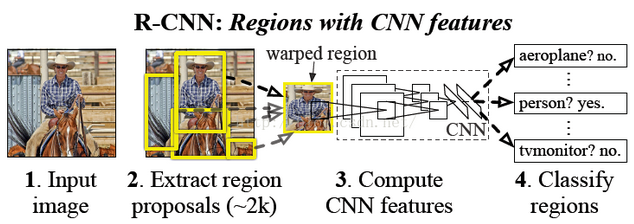 R-CNN: Regions with CNN features
warped region
aeroplane? no.
person? yes.
tvmonitor? no.
CNN
1. Input image
2. Extract region proposals (~2k)
3. Compute CNN features
4. Classify regions